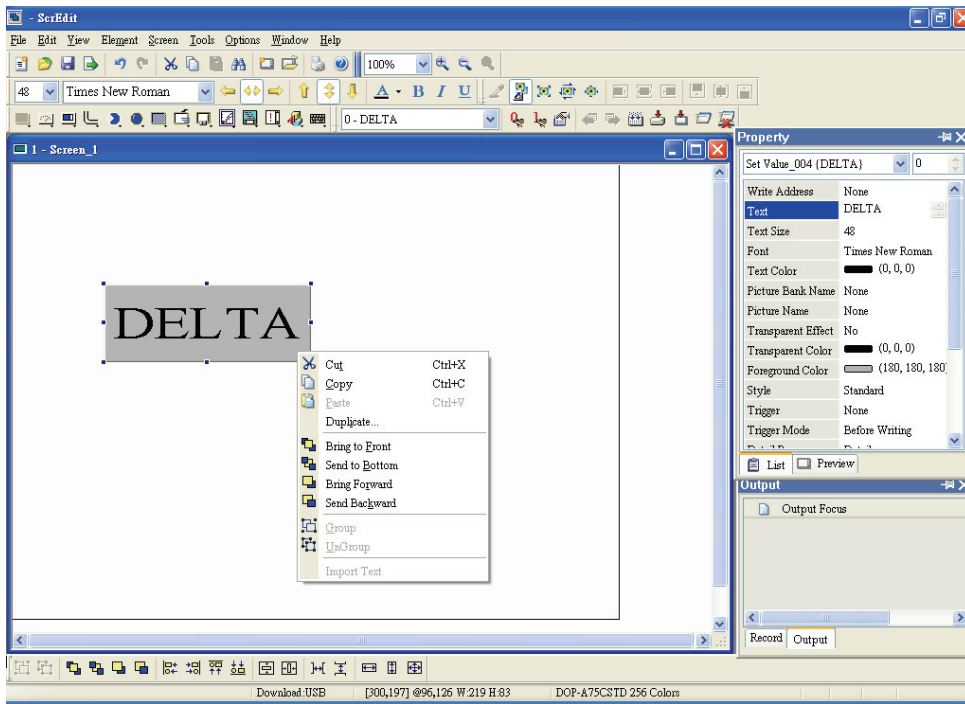 - ScrEdit
File Edit View Element Screen Tools Options Window Help
100%
48 Times New Roman A B I U
0 - DELTA
1 - Screen_1
DELTA
Cut Ctrl+X
Copy Ctrl+C
Paste Ctrl+V
Duplicate...
Bring to Front
Send to Bottom
Bring Forward
Send Backward
Group
UnGroup
Import Text
Property
Set Value_004 {DELTA} 0
Write Address None
Text DELTA
Text Size 48
Font Times New Roman
Text Color (0, 0, 0)
Picture Bank Name None
Picture Name None
Transparent Effect No
Transparent Color (0, 0, 0)
Foreground Color (180, 180, 180)
Style Standard
Trigger None
Trigger Mode Before Writing
List Preview
Output
Output Focus
Record Output
Download:USB [300,197] @96,126 W:219 H:83 DOP-A75CSTD 256 Colors